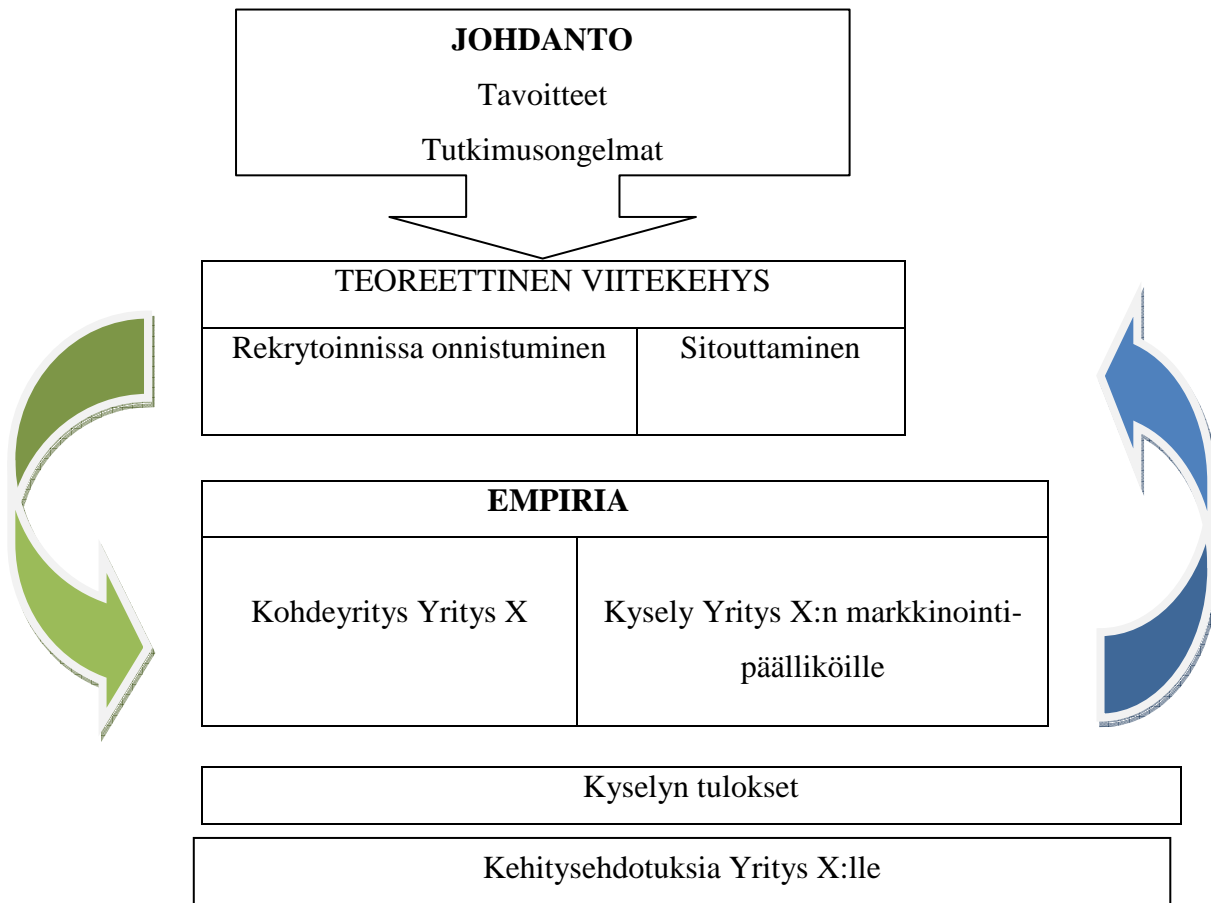 JOHDANTO
Tavoitteet
Tutkimusongelmat
TEOREETTINEN VIITEKEHYS
Rekrytoinnissa onnistuminen
Sitouttaminen
EMPIRIA
Kohdeyritys Yritys X
Kysely Yritys X:n markkinointi-
päälliköille
Kyselyn tulokset
Kehitysehdotuksia Yritys X:lle